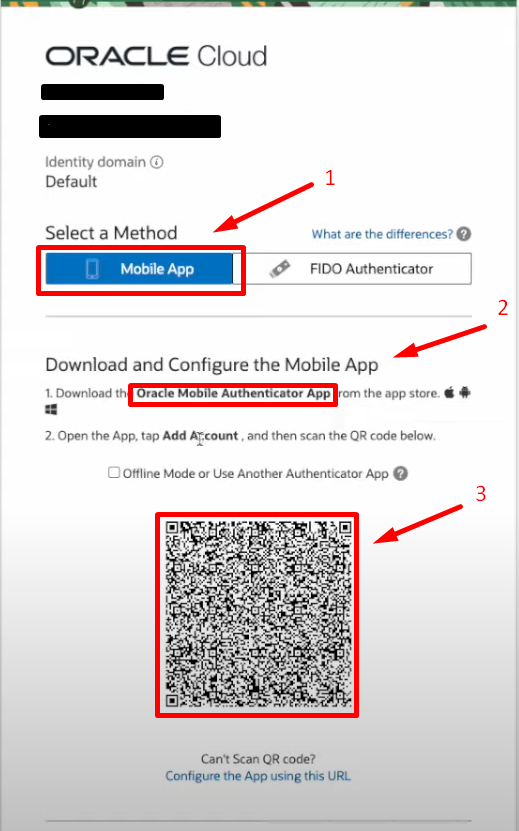 ORACLE Cloud
Identity domain
Default
1
Select a Method
What are the differences? ?
Mobile App
FIDO Authenticator
2
Download and Configure the Mobile App
1. Download the Oracle Mobile Authenticator App from the app store.
2. Open the App, tap Add Account , and then scan the QR code below.
Offline Mode or Use Another Authenticator App ?
3
Can't Scan QR code?
Configure the App using this URL